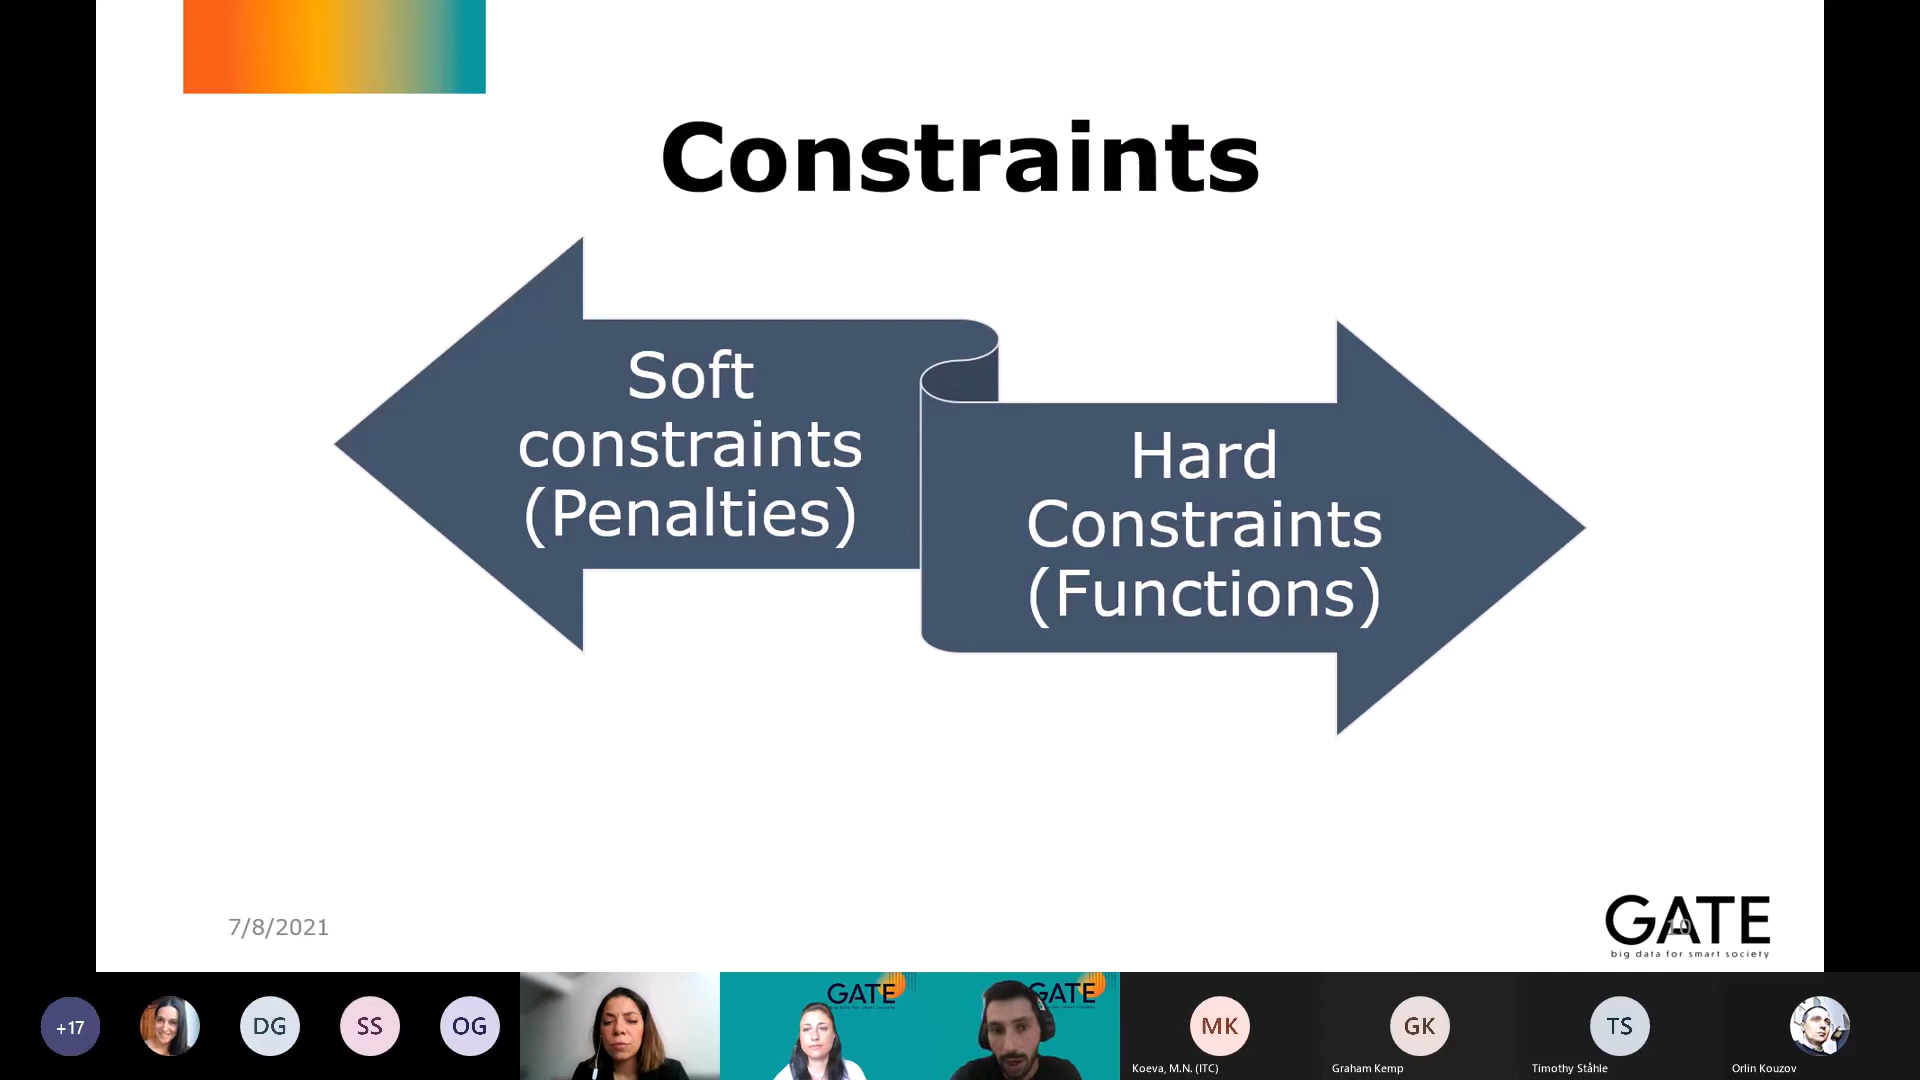 Constraints
Soft
constraints
(Penalties)
Hard
Constraints
(Functions)
7/8/2021
10
GATE
big data for smart society
+17
DG
SS
OG
GATE
GATE
MK
Koeva, M.N. (ITC)
GK
Graham Kemp
TS
Timothy Ståhle
Orlin Kouzov